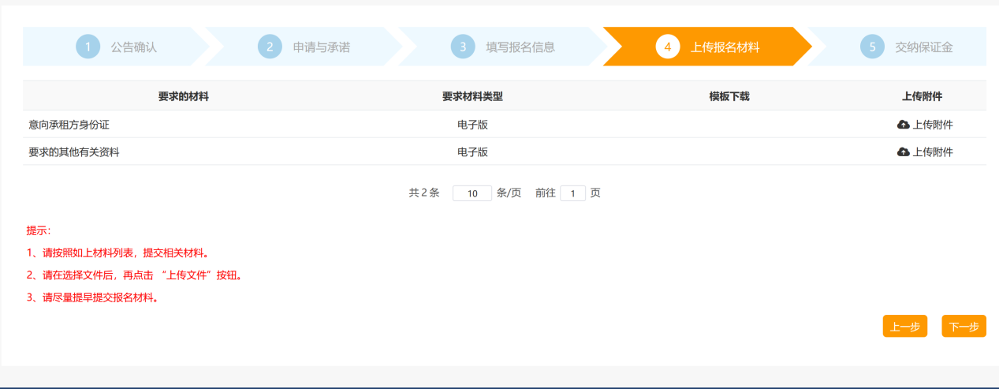 1 公告确认 2 申请与承诺 3 填写报名信息 4 上传报名材料 5 交纳保证金
要求的材料 要求材料类型 模板下载 上传附件
意向承租方身份证 电子版 上传附件
要求的其他有关资料 电子版 上传附件
共 2 条 10 条/页 前往 1 页
提示：
1、请按照如上材料列表，提交相关材料。
2、请在选择文件后，再点击 “上传文件”按钮。
3、请尽量提早提交报名材料。
上一步 下一步